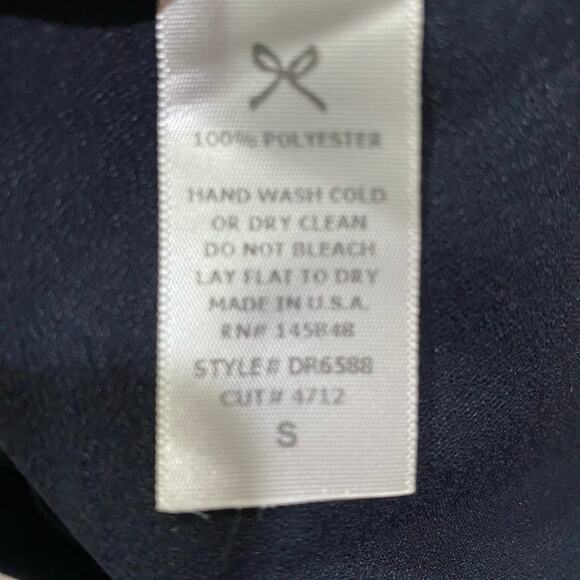 100% POLYESTER
HAND WASH COLD
OR DRY CLEAN
DO NOT BLEACH
LAY FLAT TO DRY
MADE IN U.S.A.
RN# 145848
STYLE# DR6588
CUT# 4712
S